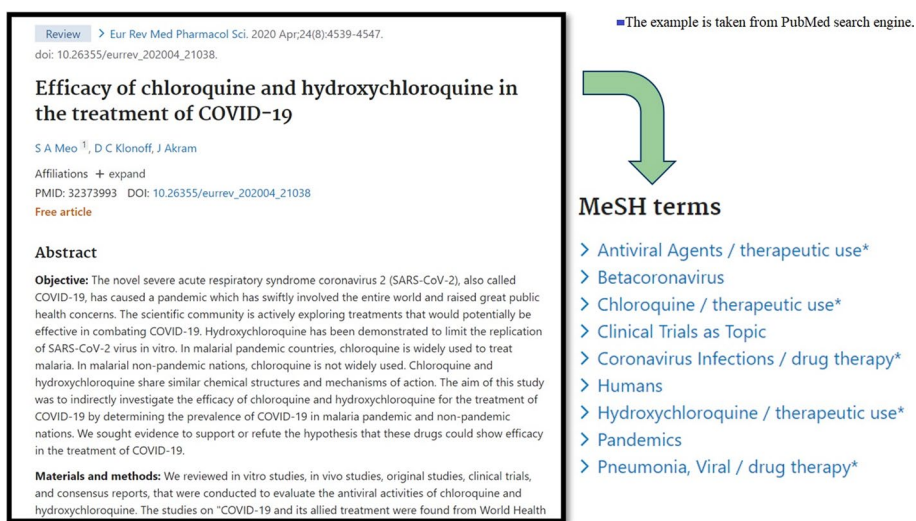 Review > Eur Rev Med Pharmacol Sci. 2020 Apr;24(8):4539-4547.
doi: 10.26355/eurrev_202004_21038.
Efficacy of chloroquine and hydroxychloroquine in
the treatment of COVID-19
S A Meo 1, D C Klonoff, J Akram
Affiliations + expand
PMID: 32373993 DOI: 10.26355/eurrev_202004_21038
Free article
Abstract
Objective: The novel severe acute respiratory syndrome coronavirus 2 (SARS-CoV-2), also called
COVID-19, has caused a pandemic which has swiftly involved the entire world and raised great public
health concerns. The scientific community is actively exploring treatments that would potentially be
effective in combating COVID-19. Hydroxychloroquine has been demonstrated to limit the replication
of SARS-CoV-2 virus in vitro. In malarial pandemic countries, chloroquine is widely used to treat
malaria. In malarial non-pandemic nations, chloroquine is not widely used. Chloroquine and
hydroxychloroquine share similar chemical structures and mechanisms of action. The aim of this study
was to indirectly investigate the efficacy of chloroquine and hydroxychloroquine for the treatment of
COVID-19 by determining the prevalence of COVID-19 in malaria pandemic and non-pandemic
nations. We sought evidence to support or refute the hypothesis that these drugs could show efficacy
in the treatment of COVID-19.
Materials and methods: We reviewed in vitro studies, in vivo studies, original studies, clinical trials,
and consensus reports, that were conducted to evaluate the antiviral activities of chloroquine and
hydroxychloroquine. The studies on "COVID-19 and its allied treatment were found from World Health
The example is taken from PubMed search engine.
MeSH terms
> Antiviral Agents / therapeutic use*
> Betacoronavirus
> Chloroquine / therapeutic use*
> Clinical Trials as Topic
> Coronavirus Infections / drug therapy*
> Humans
> Hydroxychloroquine / therapeutic use*
> Pandemics
> Pneumonia, Viral / drug therapy*